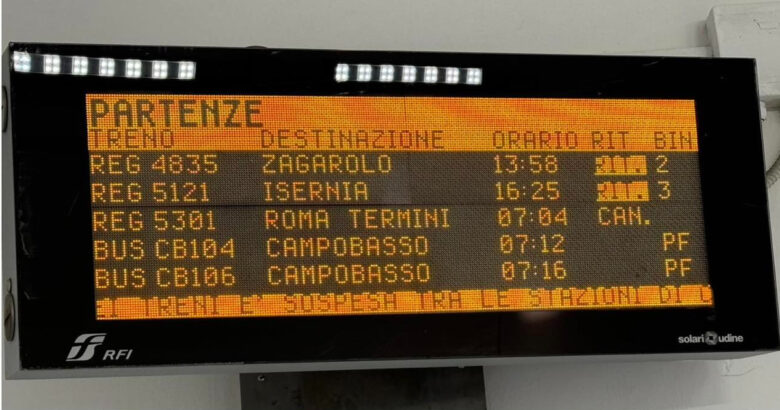 PARTENZE
TRENO DESTINAZIONE ORARIO RIT BIN
REG 4835 ZAGAROLO 13:58 2
REG 5121 ISERNIA 16:25 3
REG 5301 ROMA TERMINI 07:04 CAN.
BUS CB104 CAMPOBASSO 07:12 PF
BUS CB106 CAMPOBASSO 07:16 PF
EI TRENI E' SOSPESA TRA LE STAZIONI DI
RFI
solari udine